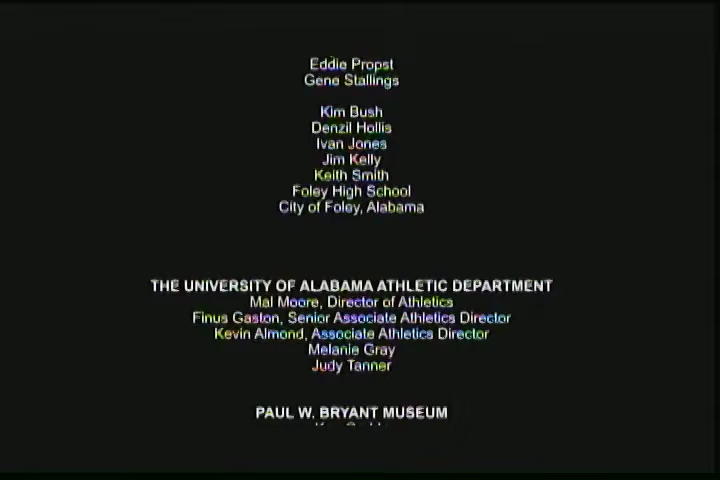 Eddie Propst
Gene Stallings
Kim Bush
Denzil Hollis
Ivan Jones
Jim Kelly
Keith Smith
Foley High School
City of Foley, Alabama
THE UNIVERSITY OF ALABAMA ATHLETIC DEPARTMENT
Mal Moore, Director of Athletics
Finus Gaston, Senior Associate Athletics Director
Kevin Almond, Associate Athletics Director
Melanie Gray
Judy Tanner
PAUL W. BRYANT MUSEUM